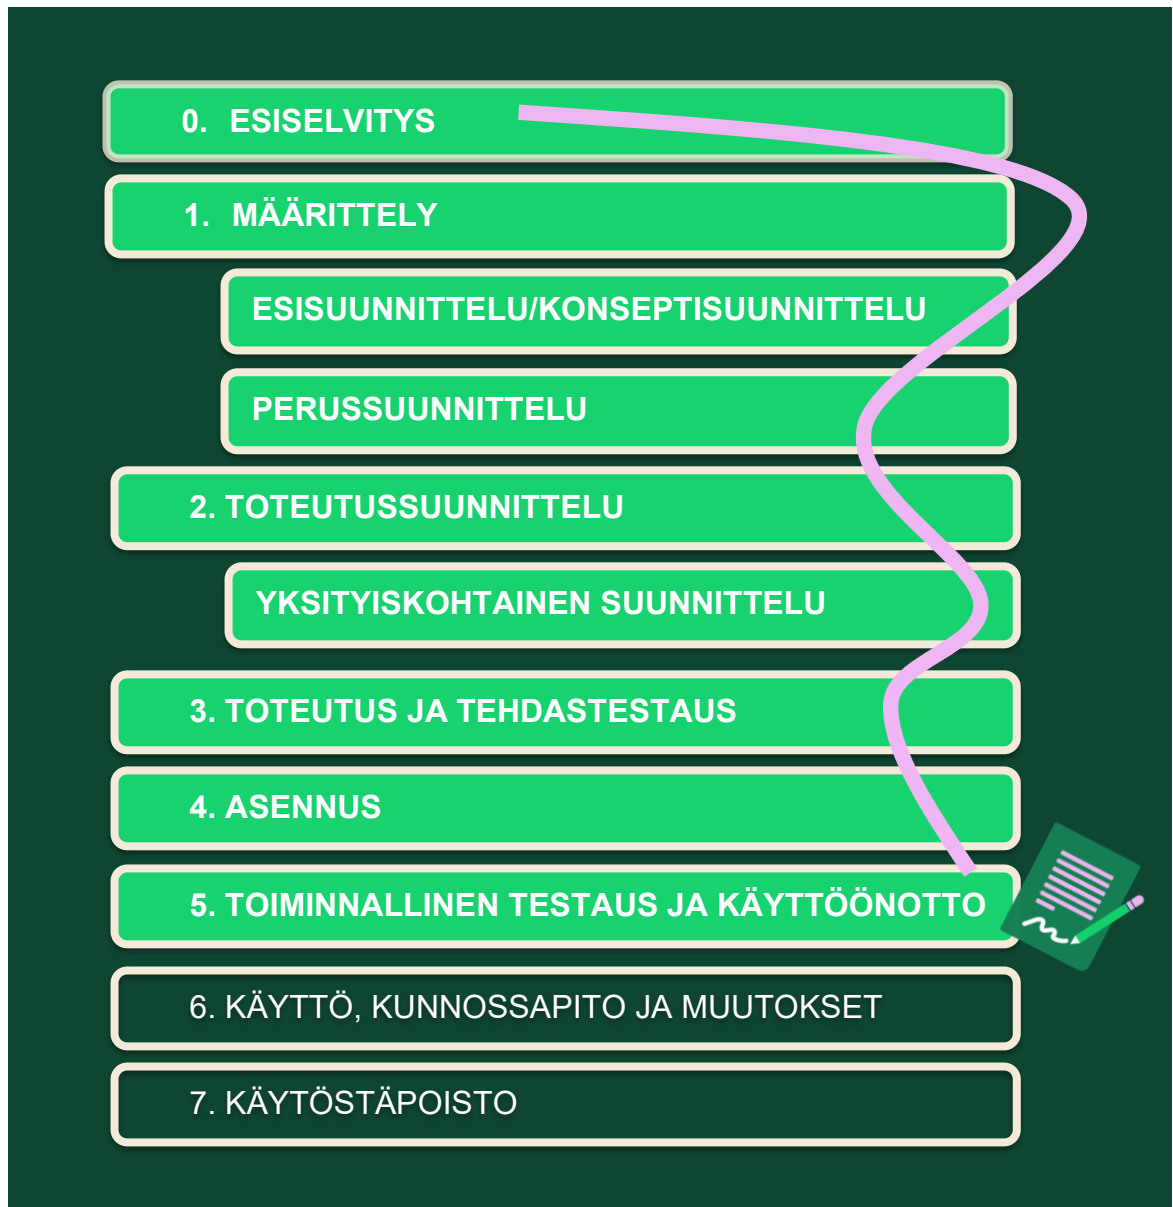 0. ESISELVITYS
1. MÄÄRITTELY
ESISUUNNITTELU/KONSEPTISUUNNITTELU
PERUSSUUNNITTELU
2. TOTEUTUSSUUNNITTELU
YKSITYISKOHTAINEN SUUNNITTELU
3. TOTEUTUS JA TEHDASTESTAUS
4. ASENNUS
5. TOIMINNALLINEN TESTAUS JA KÄYTTÖÖNOTTO
6. KÄYTTÖ, KUNNOSSAPITO JA MUUTOKSET
7. KÄYTÖSTÄPOISTO